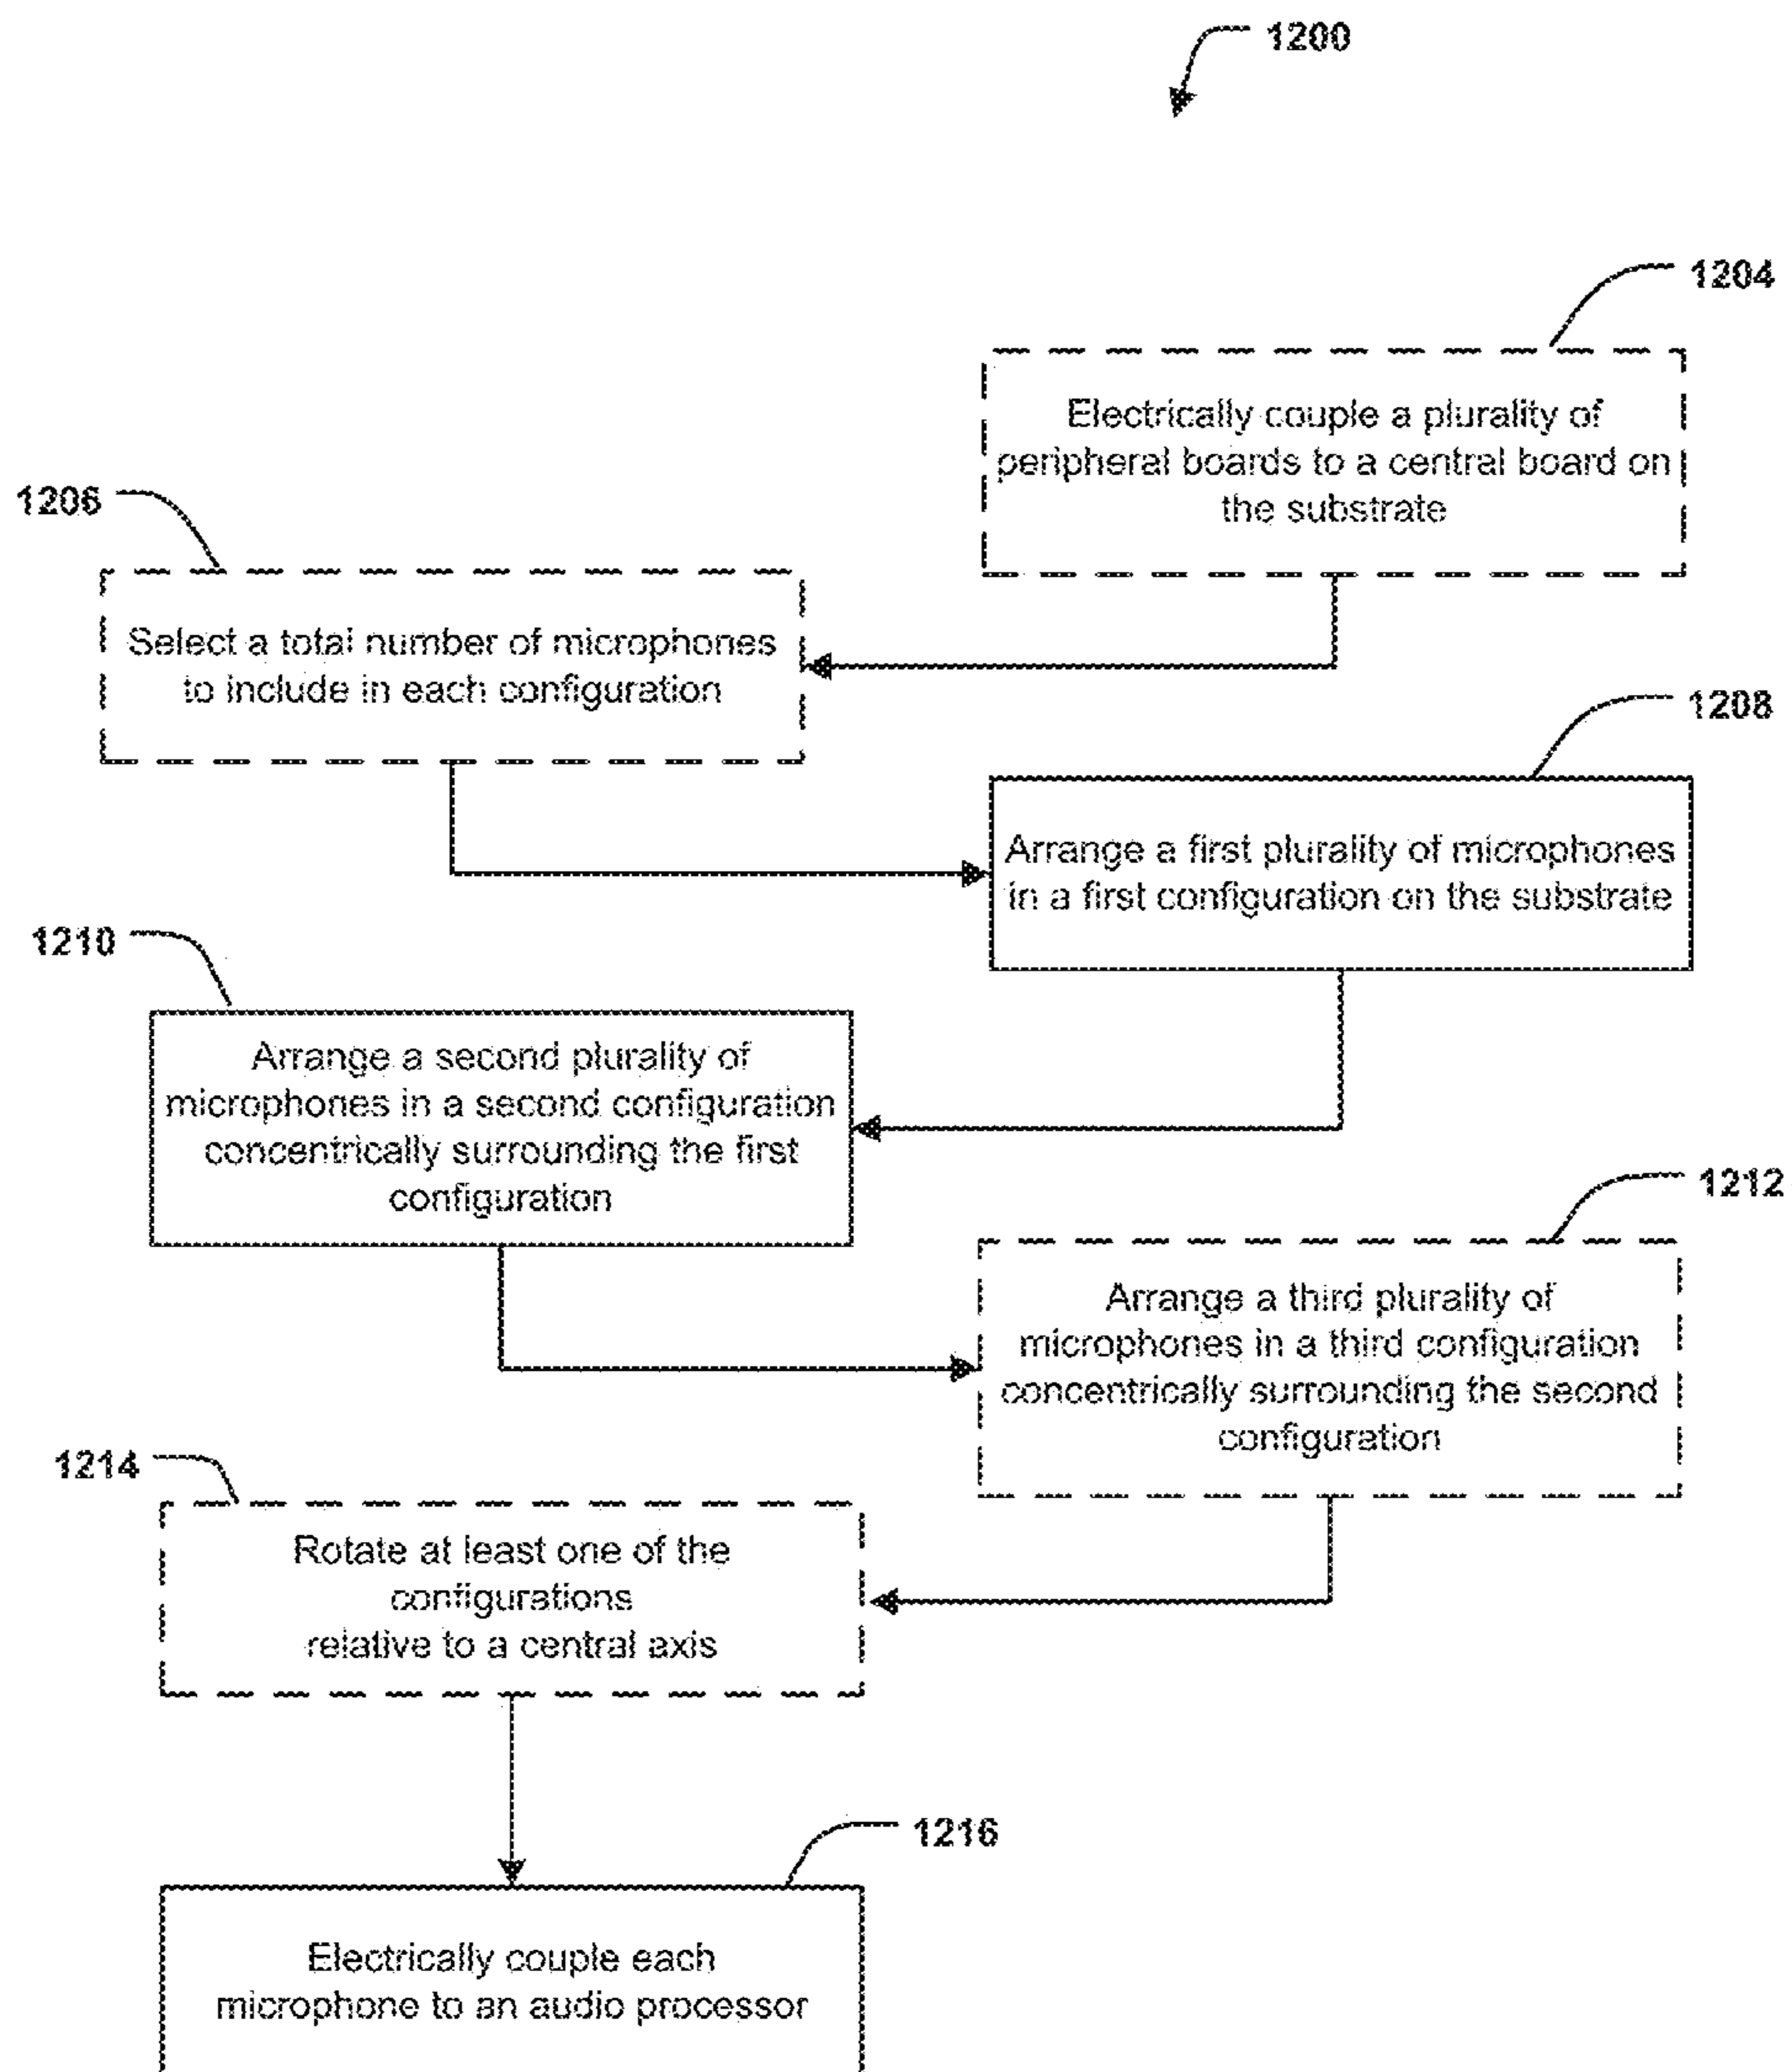 1200
1204
Electrically couple a plurality of
peripheral boards to a central board on
the substrate
1206
Select a total number of microphones
to include in each configuration
1208
Arrange a first plurality of microphones
in a first configuration on the substrate
1210
Arrange a second plurality of
microphones in a second configuration
concentrically surrounding the first
configuration
1212
Arrange a third plurality of
microphones in a third configuration
concentrically surrounding the second
configuration
1214
Rotate at least one of the
configurations
relative to a central axis
1216
Electrically couple each
microphone to an audio processor